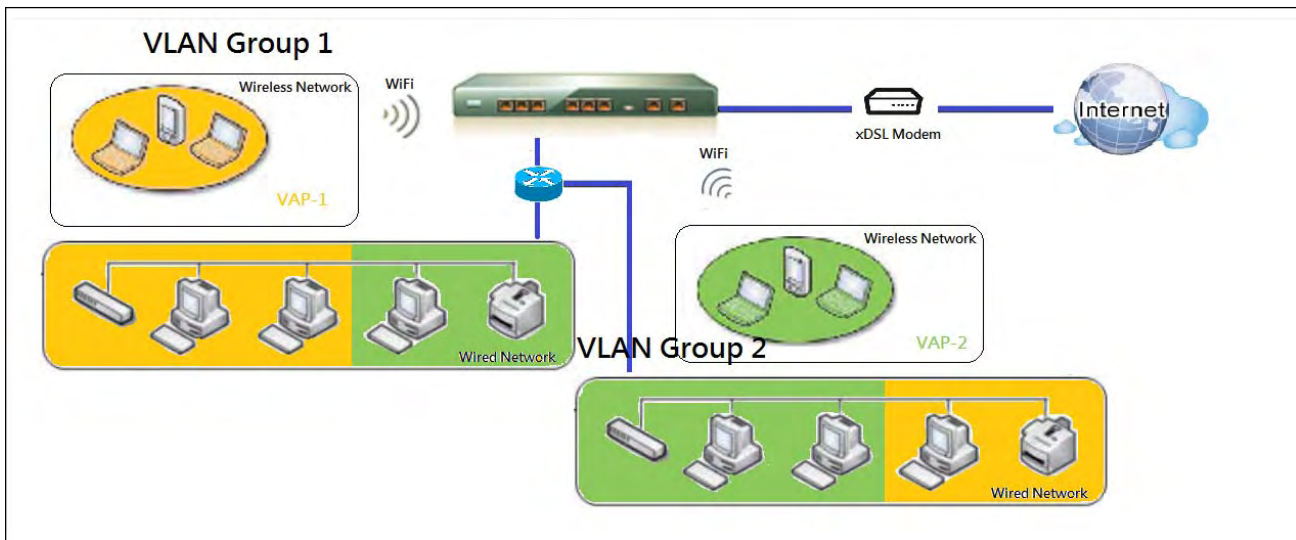 VLAN Group 1
Wireless Network
WiFi
VAP-1
xDSL Modem
Internet
WiFi
Wireless Network
VAP-2
Wired Network
VLAN Group 2
Wired Network